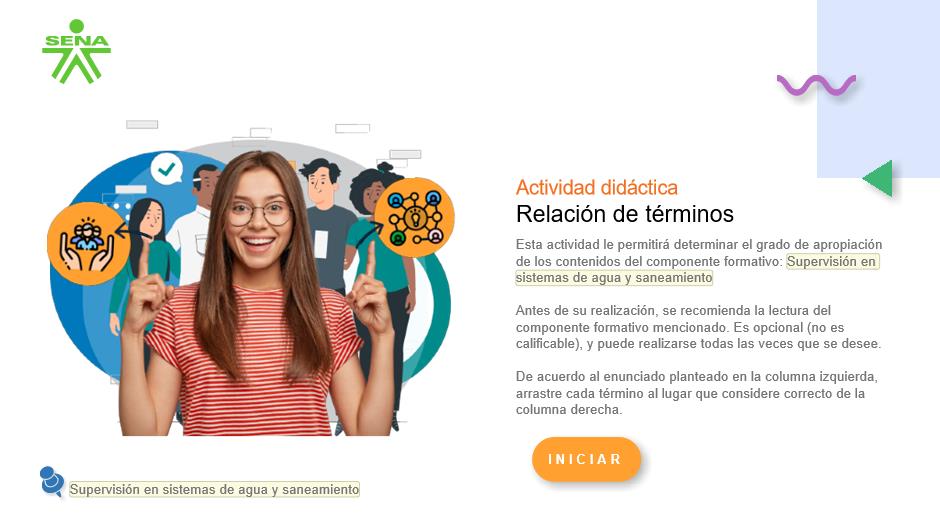 SENA
Actividad didáctica
Relación de términos
Esta actividad le permitirá determinar el grado de apropiación
de los contenidos del componente formativo: Supervisión en
sistemas de agua y saneamiento
Antes de su realización, se recomienda la lectura del
componente formativo mencionado. Es opcional (no es
calificable), y puede realizarse todas las veces que se desee.
De acuerdo al enunciado planteado en la columna izquierda,
arrastre cada término al lugar que considere correcto de la
columna derecha.
INICIAR
Supervisión en sistemas de agua y saneamiento